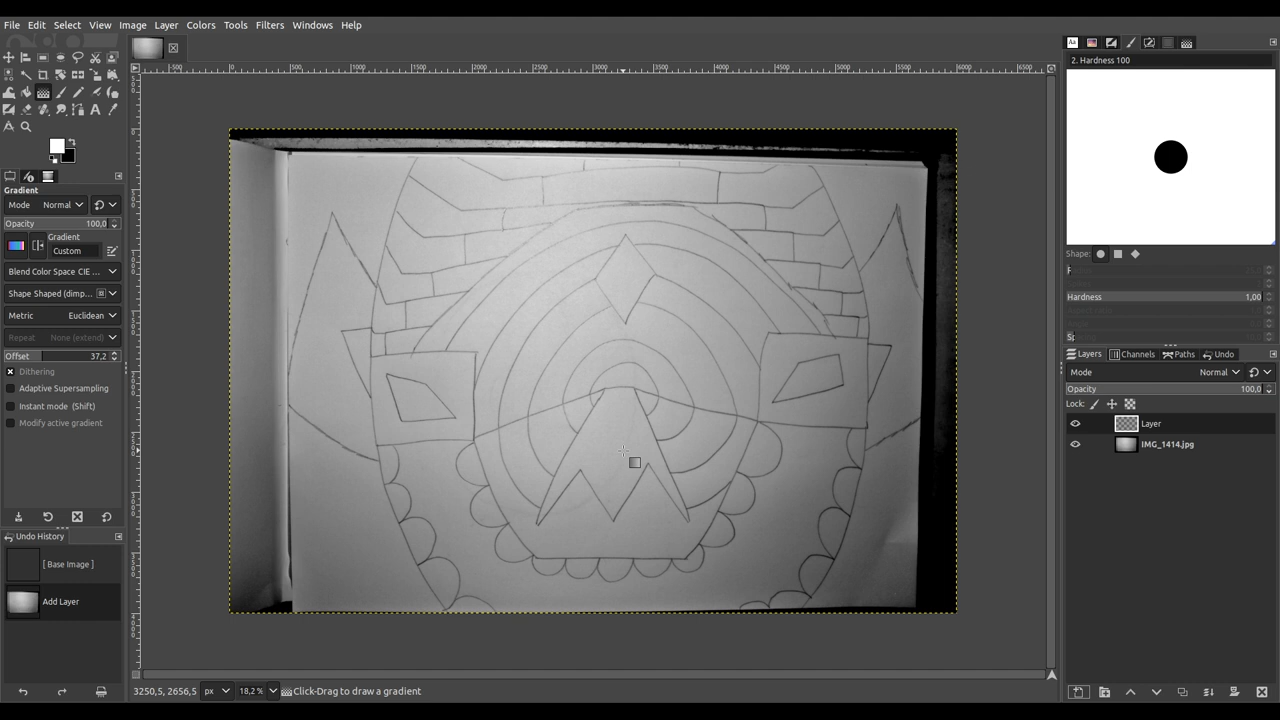 File Edit Select View Image Layer Colors Tools Filters Windows Help
2. Hardness 100
Gradient
Mode Normal
Opacity 100,0
Gradient
Custom
Blend Color Space CIE ...
Shape Shaped (dimp...
Metric Euclidean
Repeat None (extend)
Offset 37,2
Dithering
Adaptive Supersampling
Instant mode (Shift)
Modify active gradient
Undo History
[ Base Image ]
Add Layer
3250,5, 2656,5 px 18,2 % Click-Drag to draw a gradient
Shape:
Hardness 1,00
Layers Channels Paths Undo
Mode Normal
Opacity 100,0
Lock:
Layer
IMG_1414.jpg